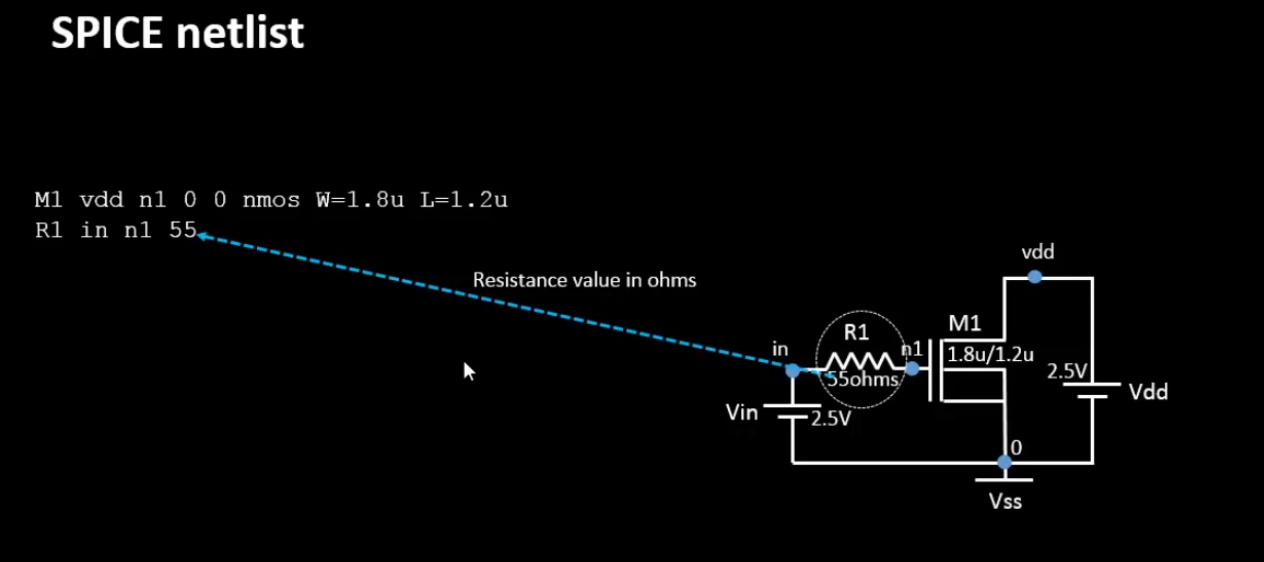 SPICE netlist
M1 vdd n1 0 0 nmos W=1.8u L=1.2u
R1 in n1 55
Resistance value in ohms
vdd
M1
R1
in
n1
1.8u/1.2u
55ohms
2.5V
Vdd
Vin
2.5V
0
Vss